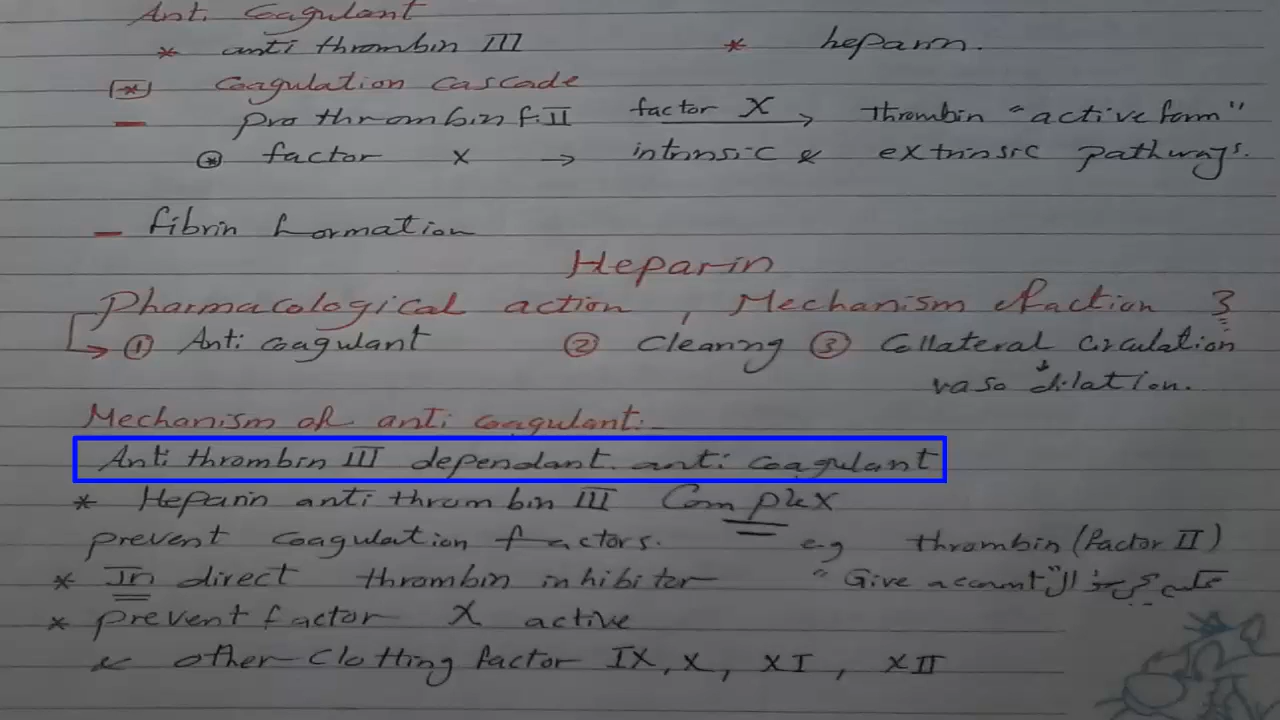 Anti Coagulant
* anti thrombin III * heparin.
* Coagulation Cascade
– pro thrombin f.II factor X → thrombin "active form"
* factor X → intrinsic & extrinsic pathways.
– fibrin formation
Heparin
Pharmacological action , Mechanism of action 3
① Anti coagulant ② Clearing ③ Collateral circulation
vaso dilation.
Mechanism of anti coagulant:
Anti thrombin III dependant anti coagulant
* Heparin anti thrombin III Complex
prevent coagulation factors. e.g thrombin (factor II)
* In direct thrombin inhibiter "Give account"
* prevent factor X active
& other clotting factor IX, X, XI, XII